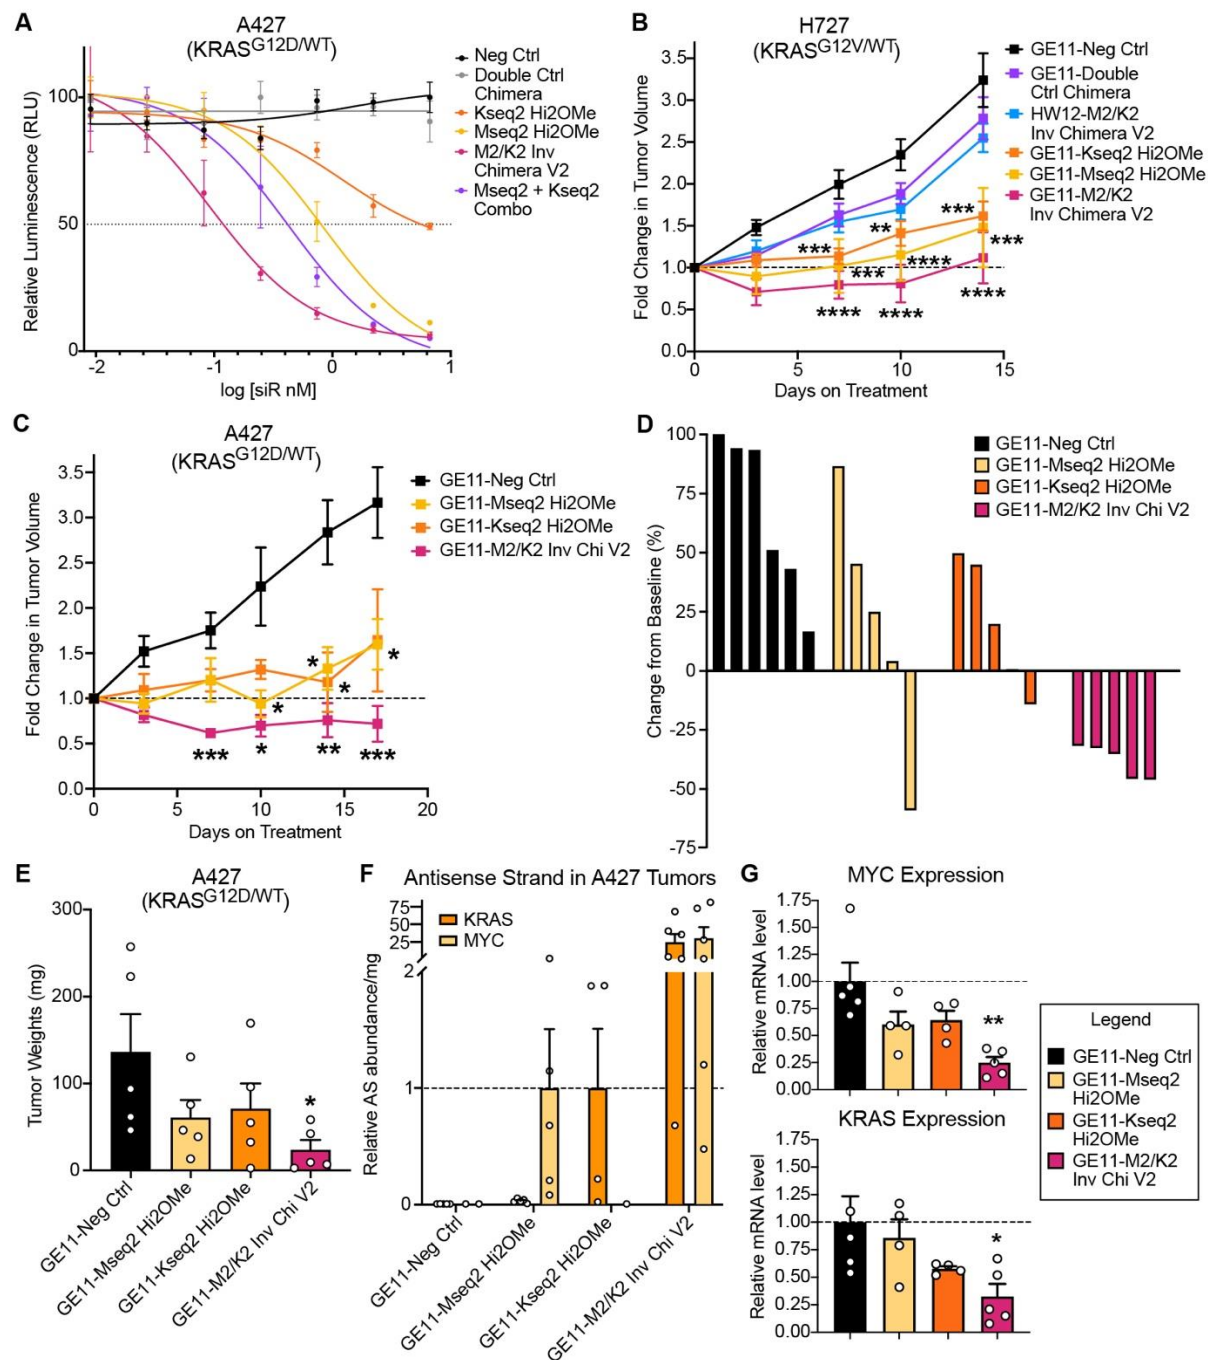 A
A427
(KRAS^G12D/WT)
Relative Luminescence (RLU)
100
50
0
-2
-1
0
1
log [siR nM]
Neg Ctrl
Double Ctrl
Chimera
Kseq2 Hi2OMe
Mseq2 Hi2OMe
M2/K2 Inv
Chimera V2
Mseq2 + Kseq2
Combo
B
H727
(KRAS^G12V/WT)
Fold Change in Tumor Volume
3.5
3.0
2.5
2.0
1.5
1.0
0.5
0.0
0
5
10
15
Days on Treatment
***
**
***
***
****
***
****
****
****
GE11-Neg Ctrl
GE11-Double
Ctrl Chimera
HW12-M2/K2
Inv Chimera V2
GE11-Kseq2 Hi2OMe
GE11-Mseq2 Hi2OMe
GE11-M2/K2
Inv Chimera V2
C
A427
(KRAS^G12D/WT)
Fold Change in Tumor Volume
3.5
3.0
2.5
2.0
1.5
1.0
0.5
0.0
0
5
10
15
20
Days on Treatment
*
*
*
*
***
*
**
***
GE11-Neg Ctrl
GE11-Mseq2 Hi2OMe
GE11-Kseq2 Hi2OMe
GE11-M2/K2 Inv Chi V2
D
Change from Baseline (%)
100
75
50
25
0
-25
-50
-75
GE11-Neg Ctrl
GE11-Mseq2 Hi2OMe
GE11-Kseq2 Hi2OMe
GE11-M2/K2 Inv Chi V2
E
A427
(KRAS^G12D/WT)
Tumor Weights (mg)
300
200
100
0
*
GE11-Neg Ctrl
GE11-Mseq2 Hi2OMe
GE11-Kseq2 Hi2OMe
GE11-M2/K2 Inv Chi V2
F
Antisense Strand in A427 Tumors
Relative AS abundance/mg
75
50
25
2
1
0
KRAS
MYC
GE11-Neg Ctrl
GE11-Mseq2 Hi2OMe
GE11-Kseq2 Hi2OMe
GE11-M2/K2 Inv Chi V2
G
MYC Expression
Relative mRNA level
1.75
1.50
1.25
1.00
0.75
0.50
0.25
0.00
**
KRAS Expression
Relative mRNA level
1.75
1.50
1.25
1.00
0.75
0.50
0.25
0.00
*
Legend
GE11-Neg Ctrl
GE11-Mseq2
Hi2OMe
GE11-Kseq2
Hi2OMe
GE11-M2/K2
Inv Chi V2